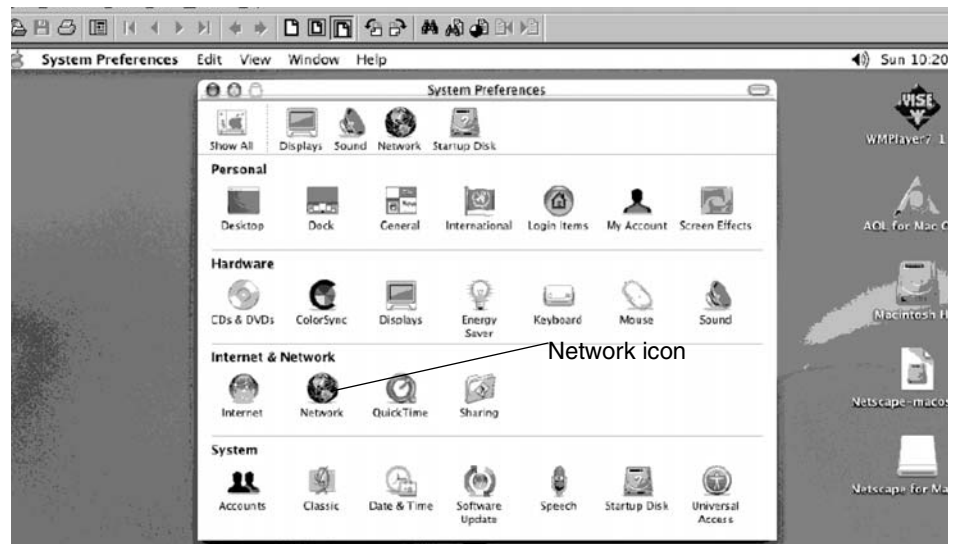 System Preferences Edit View Window Help
Sun 10:20
System Preferences
Show All Displays Sound Network Startup Disk
Personal
Desktop Dock General International Login Items My Account Screen Effects
Hardware
CDs & DVDs ColorSync Displays Energy Saver Keyboard Mouse Sound
Internet & Network
Network icon
Internet Network QuickTime Sharing
System
Accounts Classic Date & Time Software Update Speech Startup Disk Universal Access
VISE
WMPlayer7 1
AOL for Mac
Macintosh H
Netscape-macos
Netscape for Ma